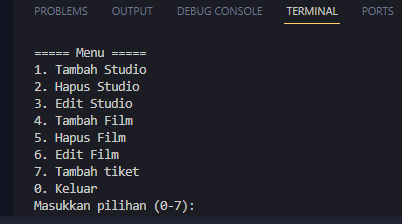 PROBLEMS OUTPUT DEBUG CONSOLE TERMINAL PORTS
===== Menu =====
1. Tambah Studio
2. Hapus Studio
3. Edit Studio
4. Tambah Film
5. Hapus Film
6. Edit Film
7. Tambah tiket
0. Keluar
Masukkan pilihan (0-7):